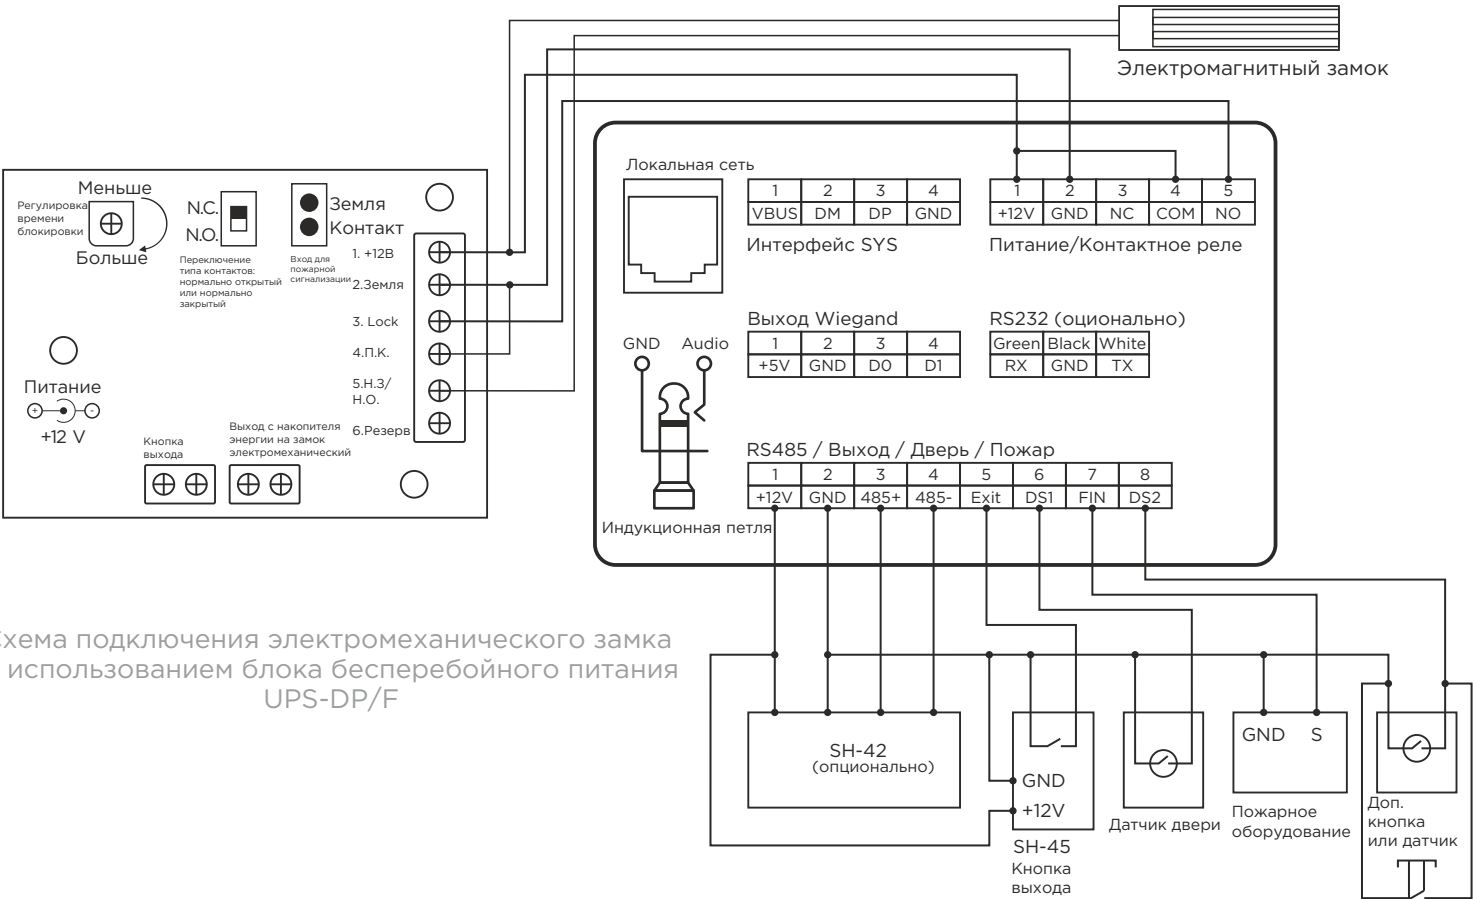 Электромагнитный замок
Меньше
Регулировка
времени
блокировки
Больше
N.C.
N.O.
Переключение
типа контактов:
нормально открытый
или нормально
закрытый
Земля
Контакт
Вход для
пожарной
сигнализации
1. +12В
2.Земля
3. Lock
4.П.К.
5.Н.З/
Н.О.
6.Резерв
Питание
+ -
+12 V
Кнопка
выхода
Выход с накопителя
энергии на замок
электромеханический
Локальная сеть
1 2 3 4
VBUS DM DP GND
Интерфейс SYS
1 2 3 4 5
+12V GND NC COM NO
Питание/Контактное реле
Выход Wiegand
1 2 3 4
+5V GND D0 D1
RS232 (оционально)
Green Black White
RX GND TX
GND Audio
Индукционная петля
RS485 / Выход / Дверь / Пожар
1 2 3 4 5 6 7 8
+12V GND 485+ 485- Exit DS1 FIN DS2
Схема подключения электромеханического замка
использованием блока бесперебойного питания
UPS-DP/F
SH-42
(опционально)
GND
+12V
SH-45
Кнопка
выхода
Датчик двери
GND S
Пожарное
оборудование
Доп.
кнопка
или датчик